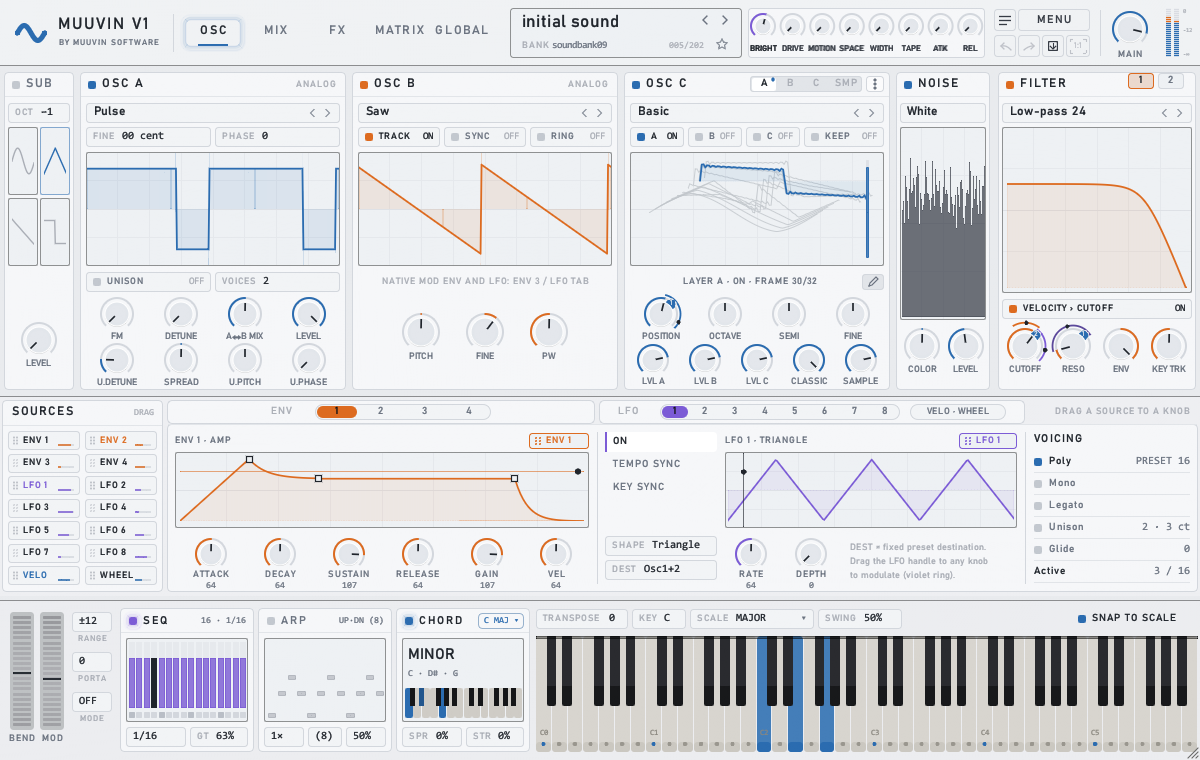 MUUVIN V1
BY MUUVIN SOFTWARE
OSC
MIX
FX
MATRIX
GLOBAL
initial sound
BANK soundbank09
005/202
BRIGHT
DRIVE
MOTION
SPACE
WIDTH
TAPE
ATK
REL
MENU
1:1
MAIN
0
-12
-∞
SUB
OCT -1
LEVEL
OSC A
ANALOG
Pulse
FINE 00 cent
PHASE 0
UNISON OFF
VOICES 2
FM
DETUNE
A↔B MIX
LEVEL
U.DETUNE
SPREAD
U.PITCH
U.PHASE
OSC B
ANALOG
Saw
TRACK ON
SYNC OFF
RING OFF
NATIVE MOD ENV AND LFO: ENV 3 / LFO TAB
PITCH
FINE
PW
OSC C
A
B
C
SMP
Basic
A ON
B OFF
C OFF
KEEP OFF
LAYER A · ON · FRAME 30/32
POSITION
OCTAVE
SEMI
FINE
LVL A
LVL B
LVL C
CLASSIC
SAMPLE
NOISE
White
COLOR
LEVEL
FILTER
1
2
Low-pass 24
VELOCITY › CUTOFF ON
CUTOFF
RESO
ENV
KEY TRK
SOURCES
DRAG
ENV 1
ENV 2
ENV 3
ENV 4
LFO 1
LFO 2
LFO 3
LFO 4
LFO 5
LFO 6
LFO 7
LFO 8
VELO
WHEEL
ENV
1
2
3
4
ENV 1 · AMP
ENV 1
ATTACK
64
DECAY
64
SUSTAIN
107
RELEASE
64
GAIN
107
VEL
64
LFO
1
2
3
4
5
6
7
8
VELO · WHEEL
DRAG A SOURCE TO A KNOB
ON
TEMPO SYNC
KEY SYNC
SHAPE Triangle
DEST Osc1+2
LFO 1 · TRIANGLE
LFO 1
RATE
64
DEPTH
0
DEST = fixed preset destination.
Drag the LFO handle to any knob
to modulate (violet ring).
VOICING
Poly PRESET 16
Mono
Legato
Unison 2 · 3 ct
Glide 0
Active 3 / 16
±12
RANGE
0
PORTA
OFF
MODE
BEND
MOD
SEQ
16 · 1/16
1/16
GT 63%
ARP
UP·DN (8)
1×
(8)
50%
CHORD
C MAJ ▾
MINOR
C · D# · G
SPR 0%
STR 0%
TRANSPOSE 0
KEY C
SCALE MAJOR ▾
SWING 50%
SNAP TO SCALE
C0
C1
C2
C3
C4
C5